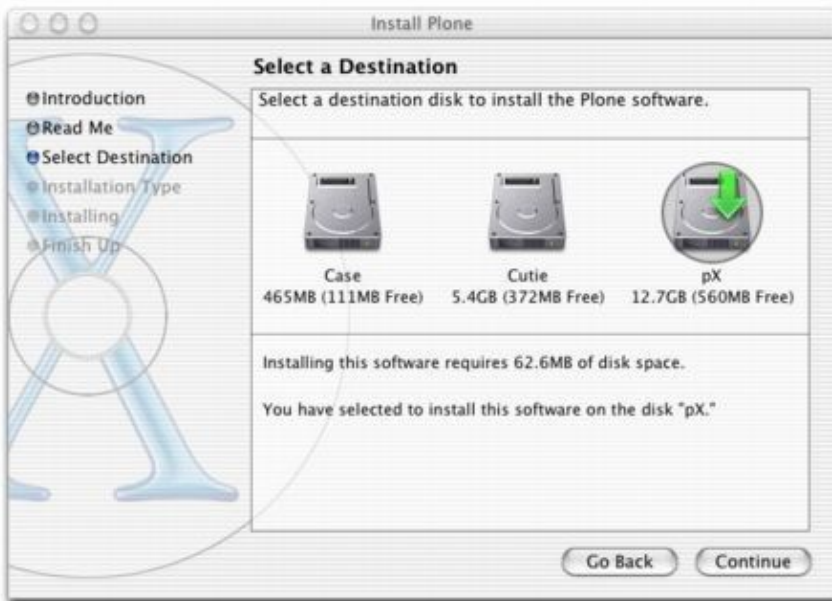 Install Plone
Select a Destination
Introduction
Read Me
Select Destination
Installation Type
Installing
Finish Up
Select a destination disk to install the Plone software.
Case
465MB (111MB Free)
Cutie
5.4GB (372MB Free)
pX
12.7GB (560MB Free)
Installing this software requires 62.6MB of disk space.
You have selected to install this software on the disk "pX."
Go Back
Continue